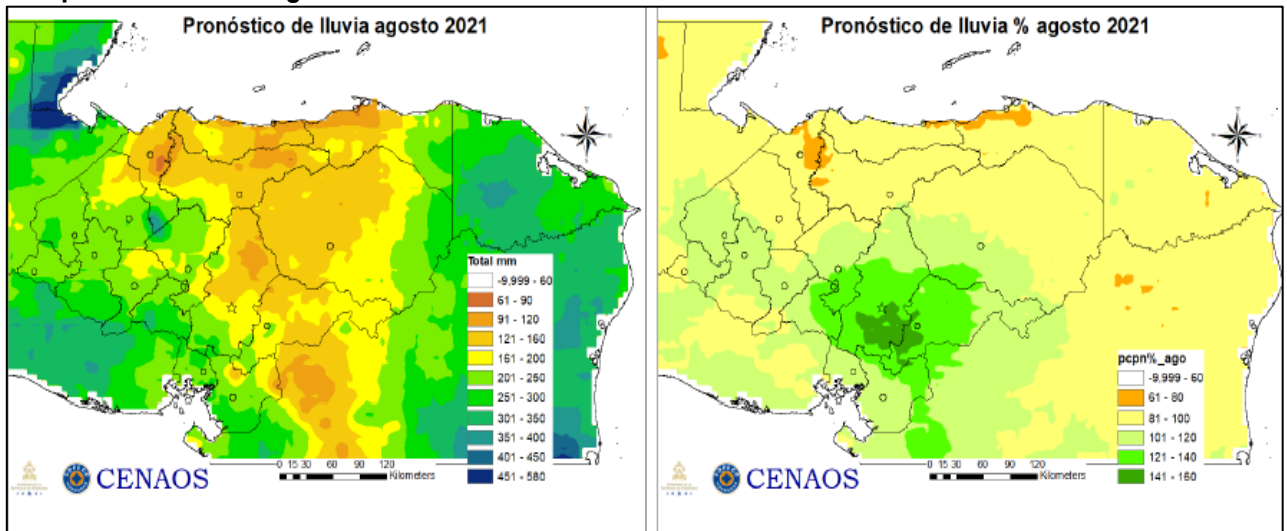 Pronóstico de lluvia agosto 2021
Total mm
-9,999 - 60
61 - 90
91 - 120
121 - 160
161 - 200
201 - 250
251 - 300
301 - 350
351 - 400
401 - 450
451 - 580
CENAOS
0 15 30 60 90 120
Kilometers
Pronóstico de lluvia % agosto 2021
pcpn%_ago
-9,999 - 60
61 - 80
81 - 100
101 - 120
121 - 140
141 - 160
CENAOS
0 15 30 60 90 120
Kilometers